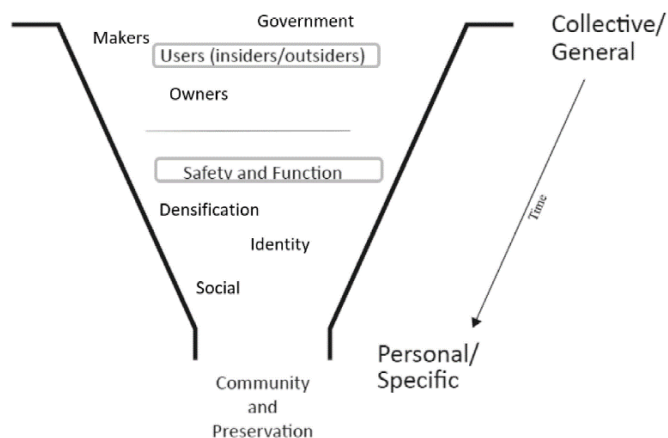 Government
Makers
Users (insiders/outsiders)
Owners
Safety and Function
Densification
Identity
Social
Community
and
Preservation
Collective/
General
Time
Personal/
Specific